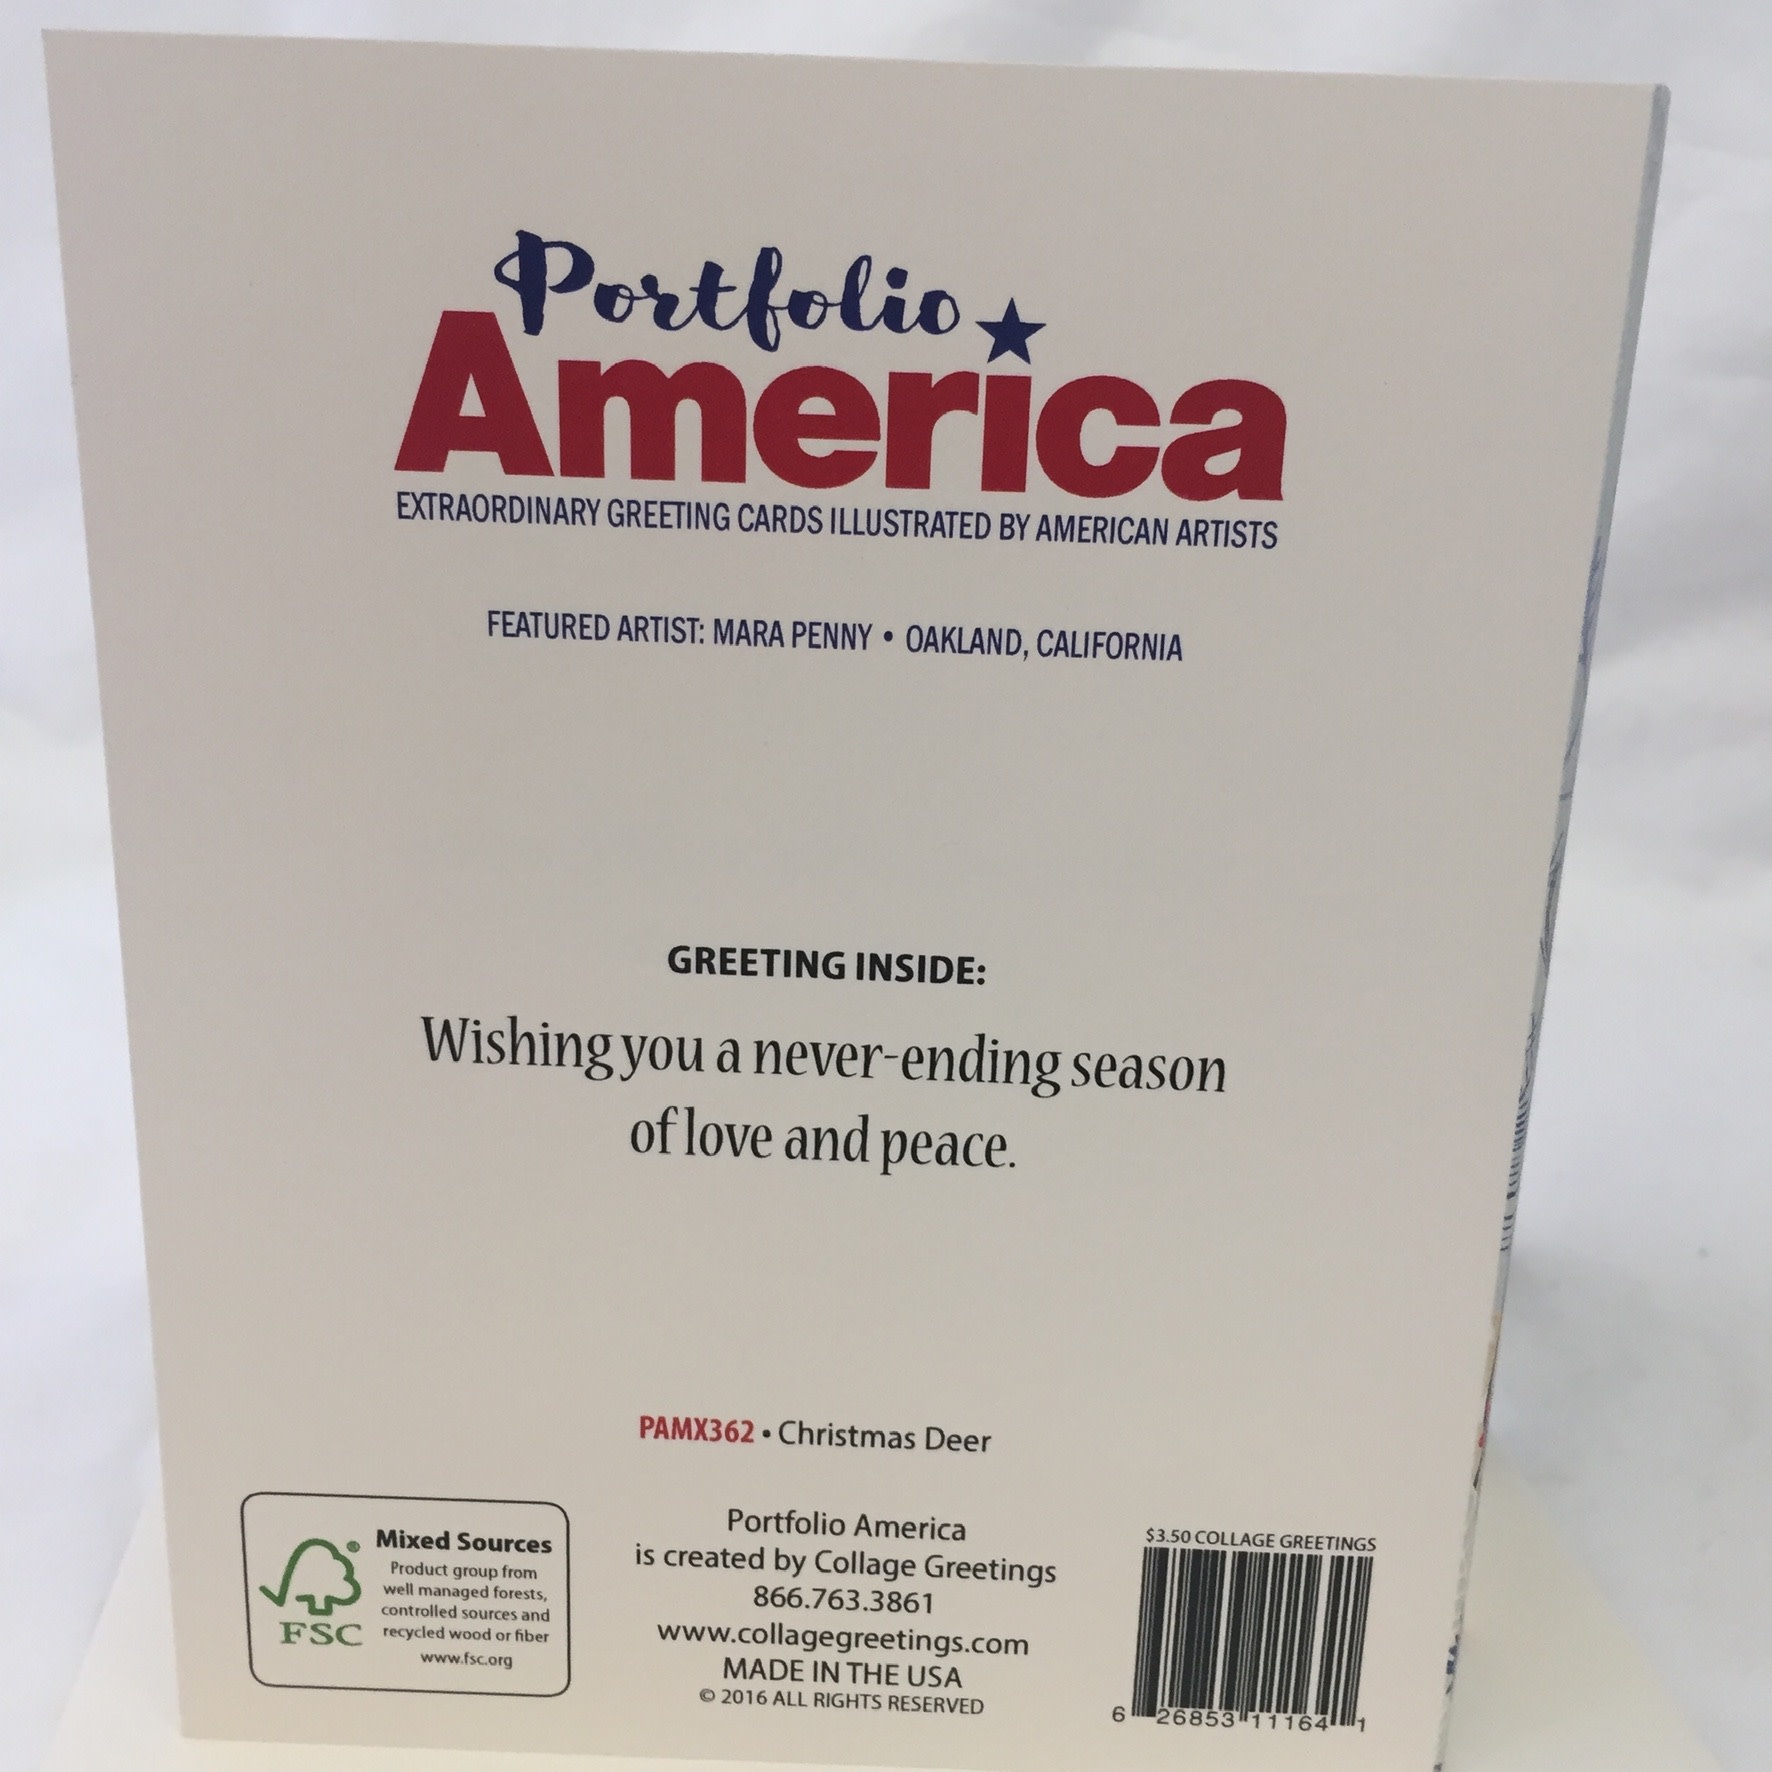 Portfolio
America
EXTRAORDINARY GREETING CARDS ILLUSTRATED BY AMERICAN ARTISTS
FEATURED ARTIST: MARA PENNY • OAKLAND, CALIFORNIA
GREETING INSIDE:
Wishing you a never-ending season
of love and peace.
PAMX362 • Christmas Deer
Mixed Sources
Product group from
well managed forests,
controlled sources and
recycled wood or fiber
www.fsc.org
FSC
®
Portfolio America
is created by Collage Greetings
866.763.3861
www.collagegreetings.com
MADE IN THE USA
© 2016 ALL RIGHTS RESERVED
$3.50 COLLAGE GREETINGS
6 26853 11164 1